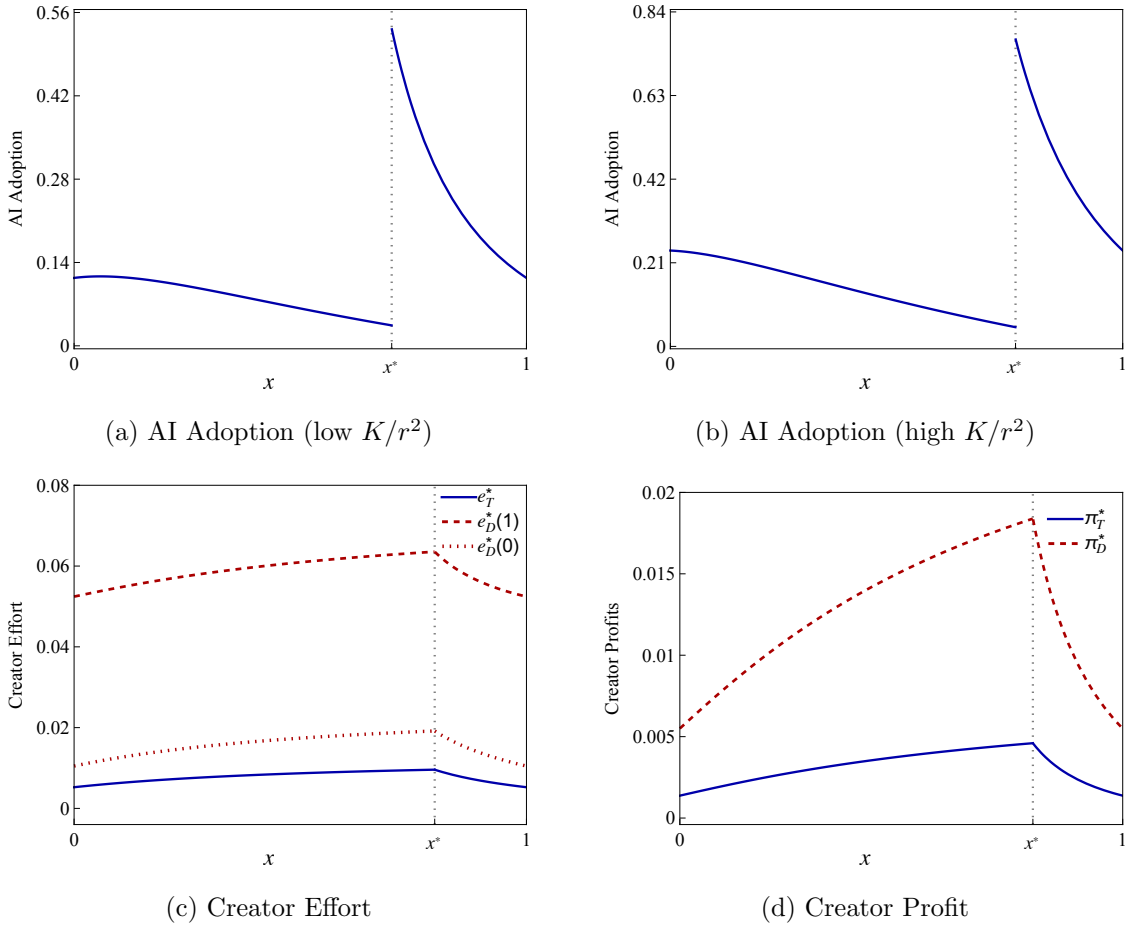 0.56
0.42
0.28
0.14
0
AI Adoption
0
x*
1
x
(a) AI Adoption (low K/r²)
0.84
0.63
0.42
0.21
0
AI Adoption
0
x*
1
x
(b) AI Adoption (high K/r²)
0.08
0.06
0.04
0.02
0
Creator Effort
e*_T
e*_D(1)
e*_D(0)
0
x*
1
x
(c) Creator Effort
0.02
0.015
0.01
0.005
0
Creator Profits
π*_T
π*_D
0
x*
1
x
(d) Creator Profit